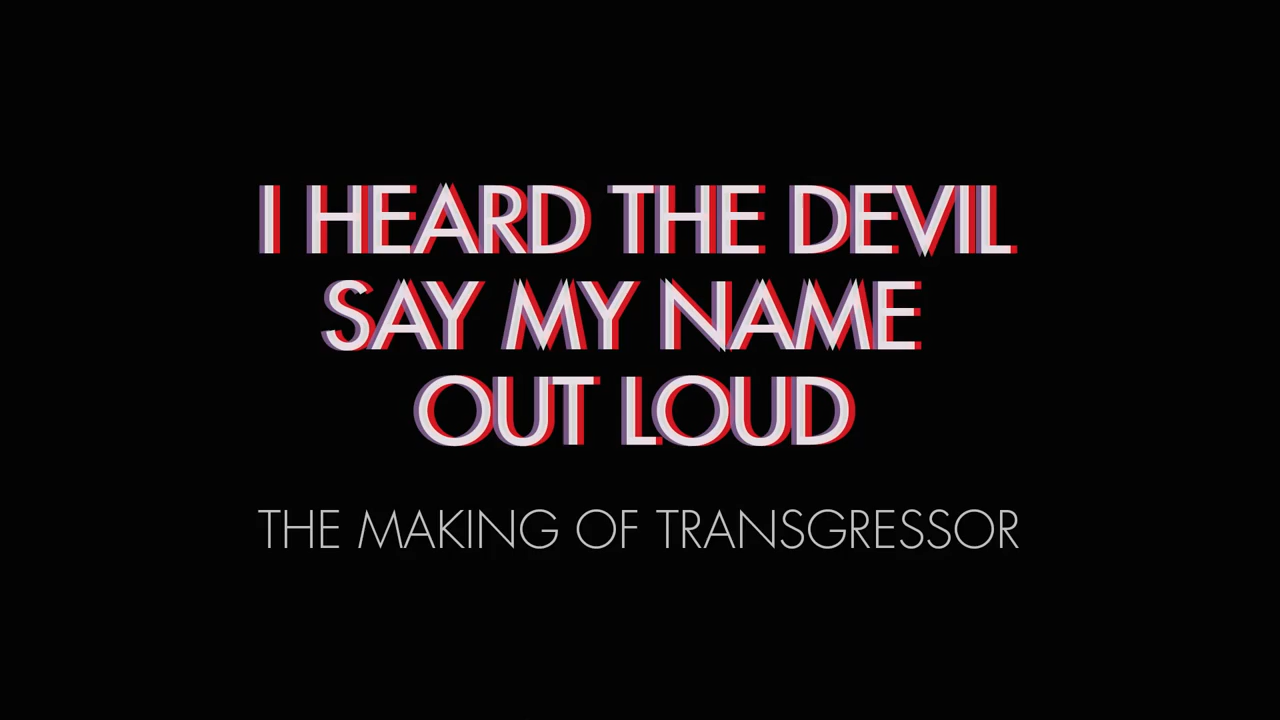 I HEARD THE DEVIL
SAY MY NAME
OUT LOUD
THE MAKING OF TRANSGRESSOR